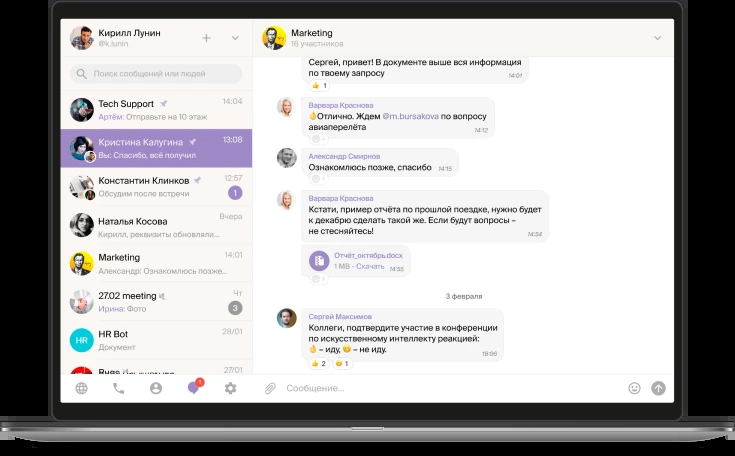 Кирилл Лунин
@k.lunin
Поиск сообщений или людей
Tech Support
14:04
Артём: Отправьте на 10 этаж
Кристина Калугина
13:08
Вы: Спасибо, всё получил
Константин Клинков
12:57
Обсудим после встречи
1
Наталья Косова
Вчера
Кирилл, реквизиты обновляли...
Marketing
14:01
Александр: Ознакомлюсь позже...
27.02 meeting
Чт
Ирина: Фото
3
HR
HR Bot
28/01
Документ
27/01
1
Marketing
16 участников
Сергей, привет! В документе выше вся информация
по твоему запросу
14:01
👍 1
Варвара Краснова
👌Отлично. Ждем @m.bursakova по вопросу
авиаперелёта
14:12
Александр Смирнов
Ознакомлюсь позже, спасибо
14:15
Варвара Краснова
Кстати, пример отчёта по прошлой поездке, нужно будет
к декабрю сделать такой же. Если будут вопросы –
не стесняйтесь!
14:54
Отчёт_октябрь.docx
1 MB - Скачать
14:55
3 февраля
Сергей Максимов
Коллеги, подтвердите участие в конференции
по искусственному интеллекту реакцией:
👌 – иду, 😔 – не иду.
18:06
👍 2 😔 1
Сообщение...